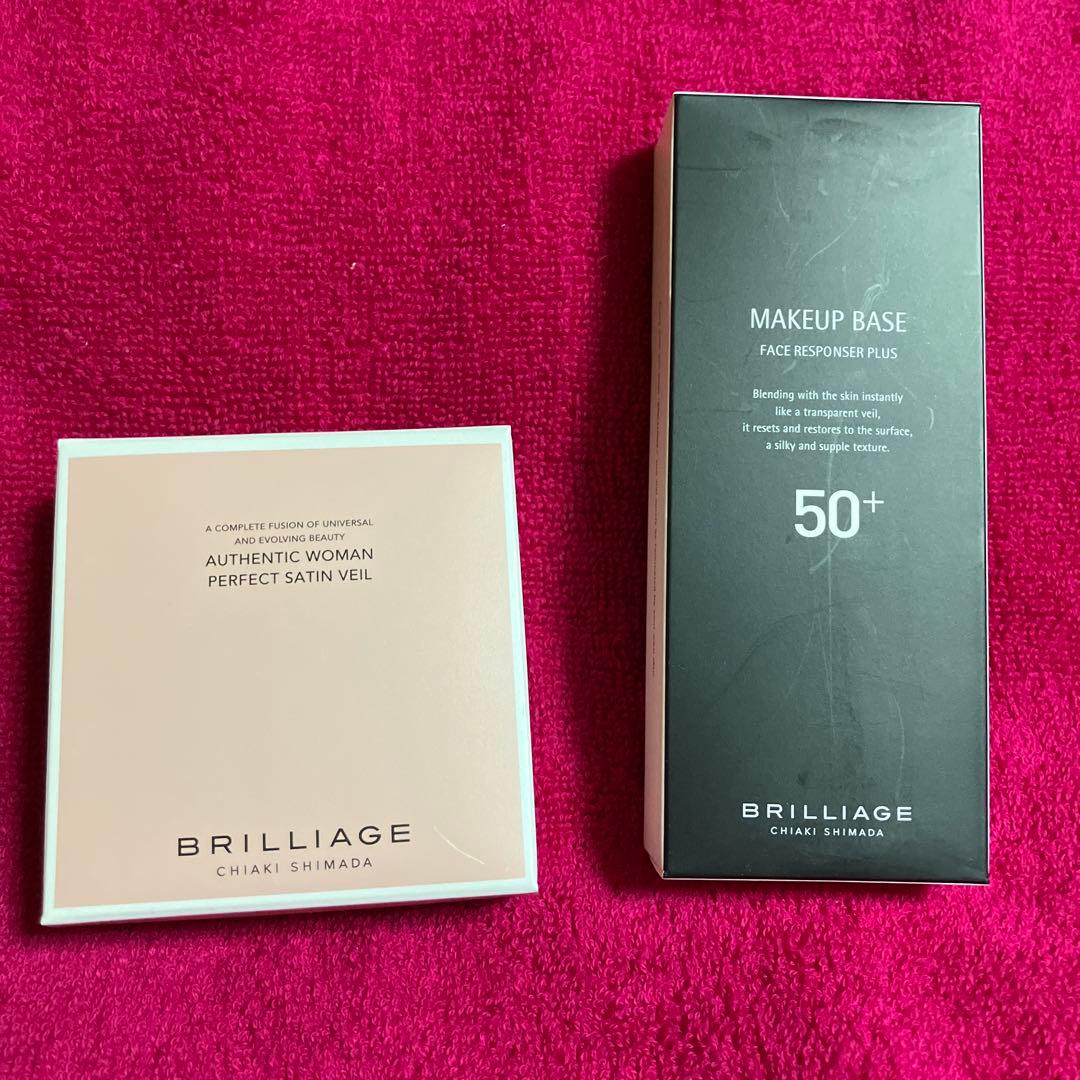 A COMPLETE FUSION OF UNIVERSAL
AND EVOLVING BEAUTY
AUTHENTIC WOMAN
PERFECT SATIN VEIL
BRILLIAGE
CHIAKI SHIMADA
MAKEUP BASE
FACE RESPONSER PLUS
Blending with the skin instantly
like a transparent veil,
it resets and restores to the surface,
a silky and supple texture.
50+
BRILLIAGE
CHIAKI SHIMADA